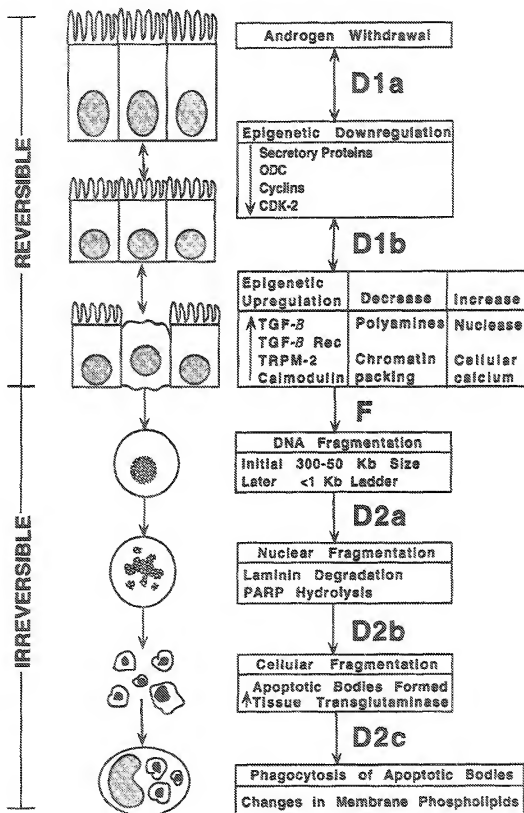 REVERSIBLE
IRREVERSIBLE
Androgen Withdrawal
D1a
Epigenetic Downregulation
Secretory Proteins
ODC
Cyclins
CDK-2
D1b
Epigenetic Upregulation
Decrease
Increase
TGF-B
TGF-B Rec
TRPM-2
Calmodulin
Polyamines
Chromatin packing
Nuclease
Cellular calcium
F
DNA Fragmentation
Initial 300-50 Kb Size
Later <1 Kb Ladder
D2a
Nuclear Fragmentation
Laminin Degradation
PARP Hydrolysis
D2b
Cellular Fragmentation
Apoptotic Bodies Formed
Tissue Transglutaminase
D2c
Phagocytosis of Apoptotic Bodies
Changes in Membrane Phospholipids